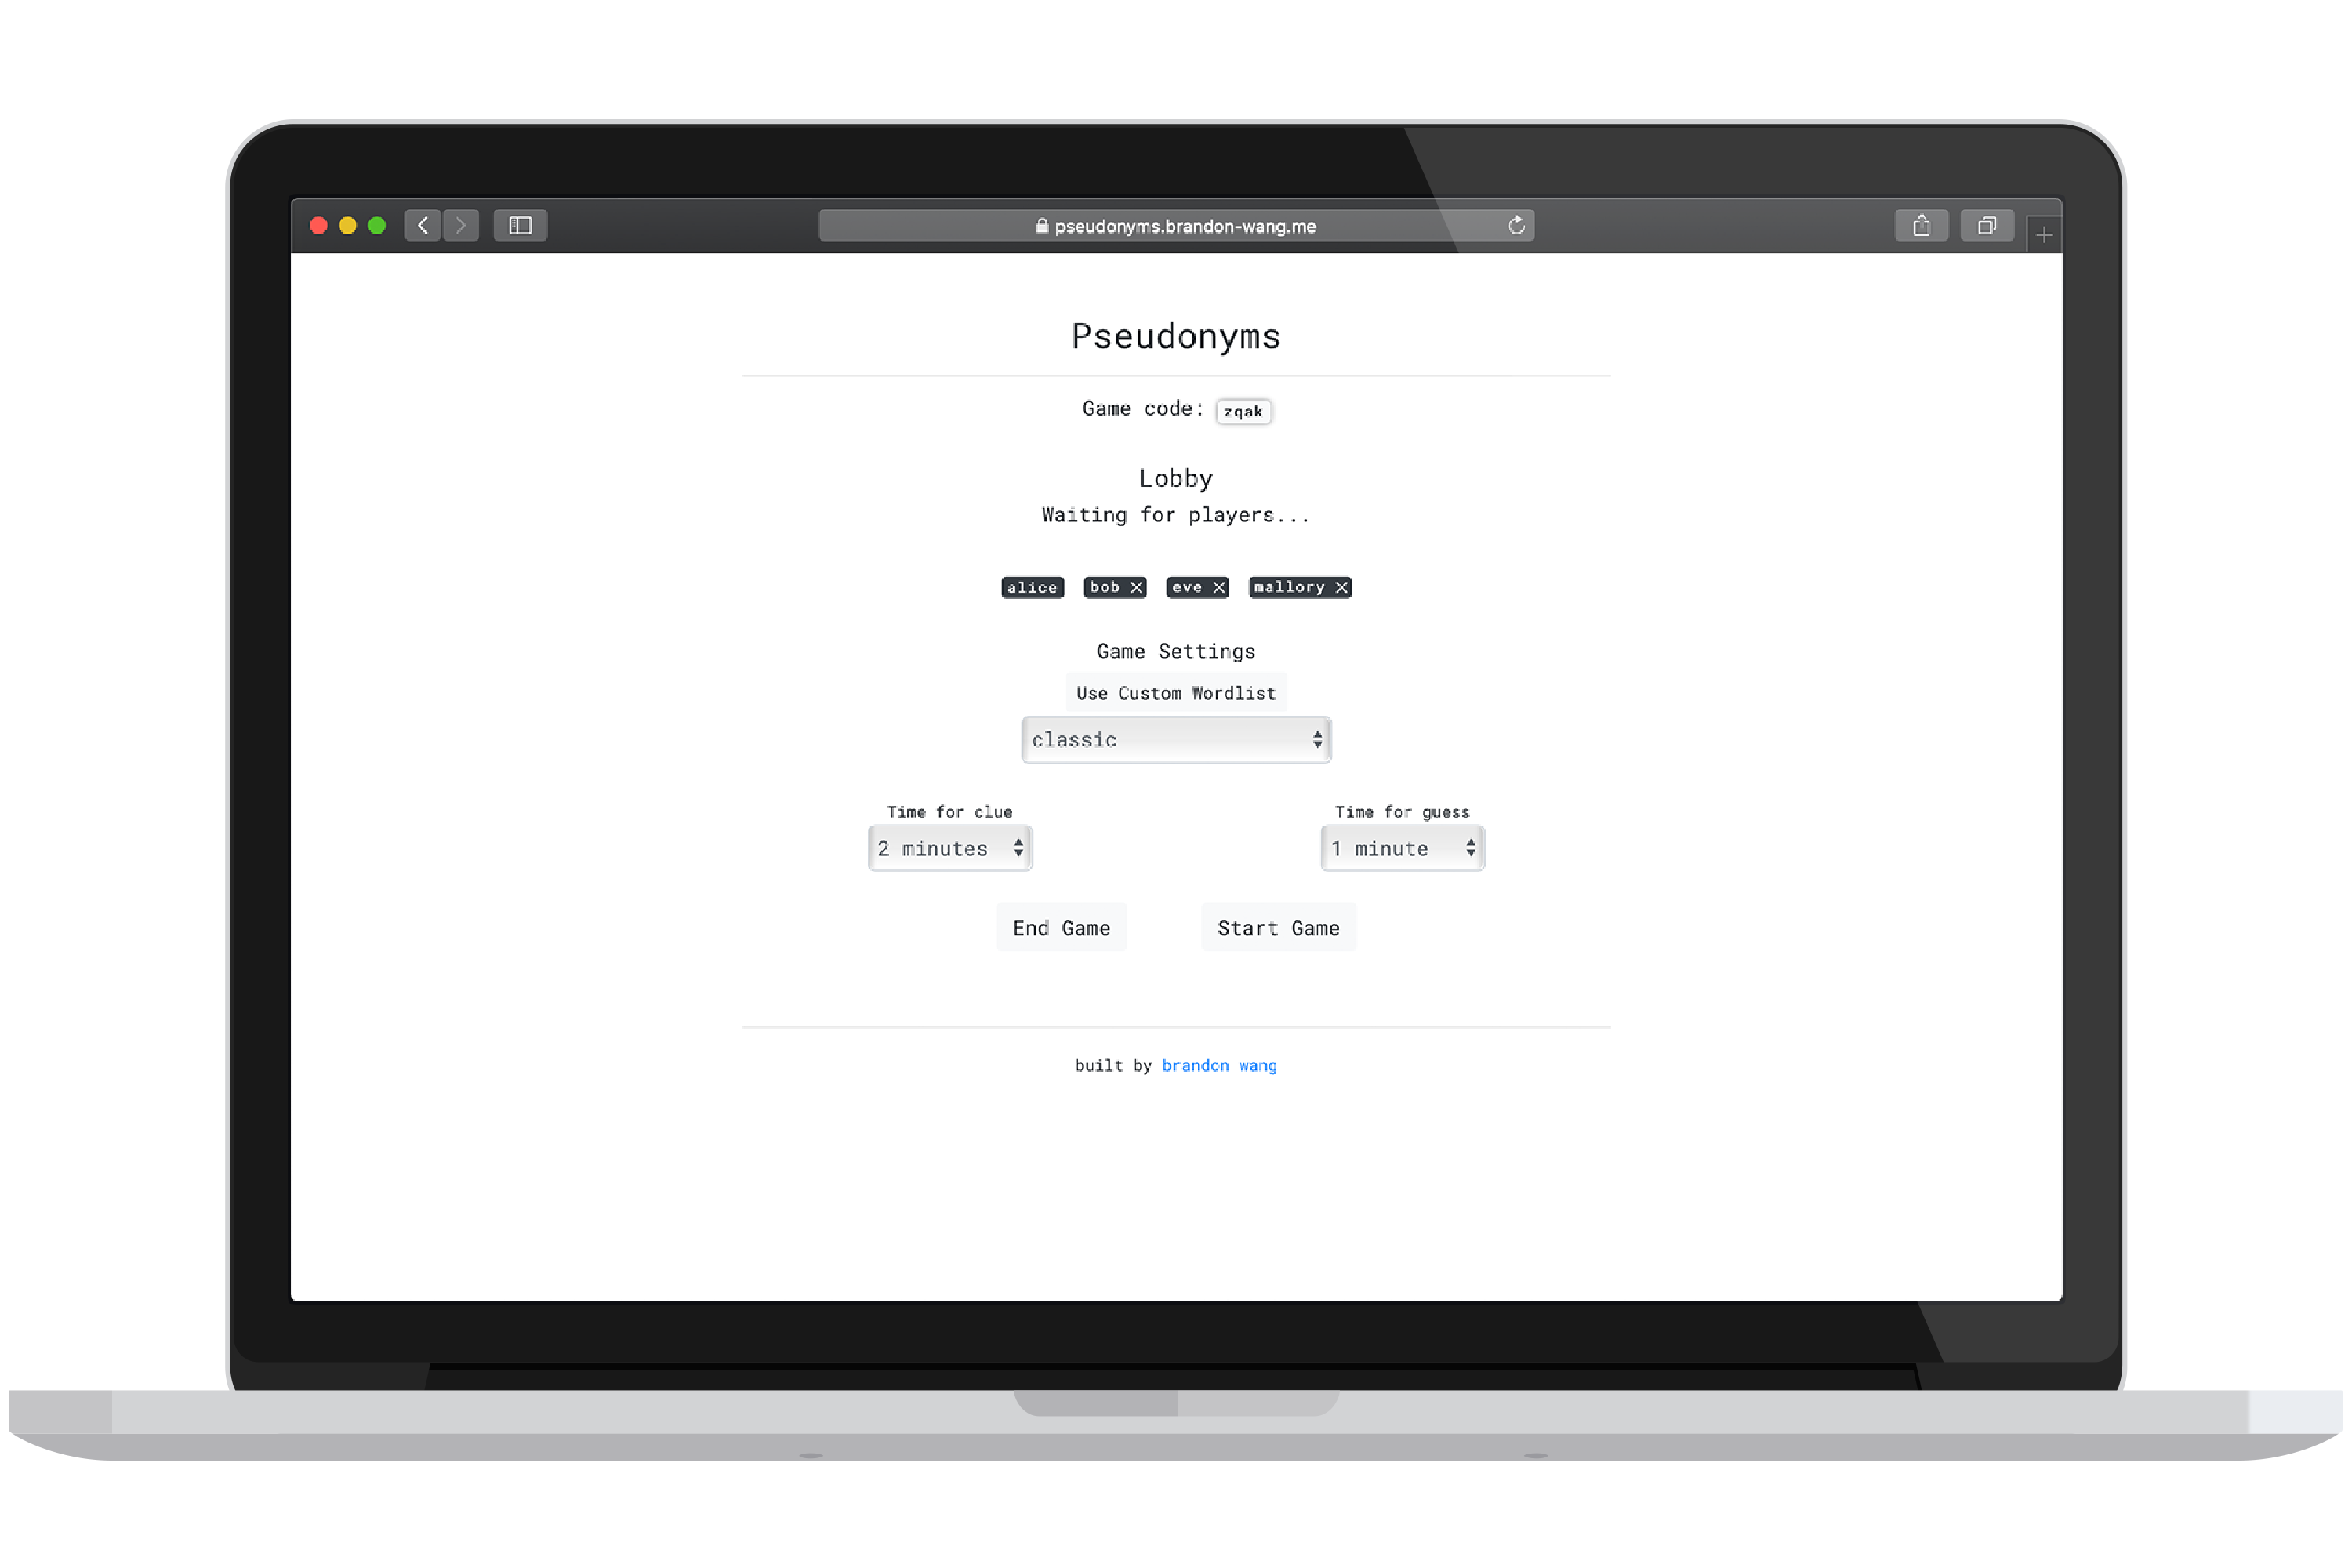 pseudonyms.brandon-wang.me
Pseudonyms
Game code: zqak
Lobby
Waiting for players...
alice bob X eve X mallory X
Game Settings
Use Custom Wordlist
classic
Time for clue Time for guess
2 minutes 1 minute
End Game Start Game
built by brandon wang